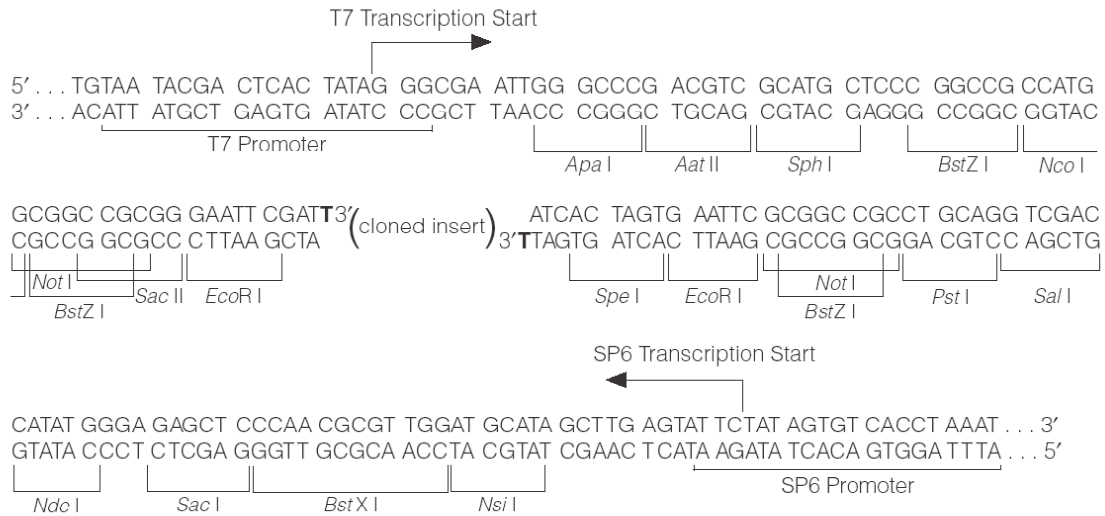 T7 Transcription Start
5′ . . . TGTAA TACGA CTCAC TATAG GGCGA ATTGG GCCCG ACGTC GCATG CTCCC GGCCG CCATG
3′ . . . ACATT ATGCT GAGTG ATATC CCGCT TAACC CGGGC TGCAG CGTAC GAGGG CCGGC GGTAC
T7 Promoter
Apa I Aat II Sph I BstZ I Nco I
GCGGC CGCGG GAATT CGATT3′ (cloned insert) ATCAC TAGTG AATTC GCGGC CGCCT GCAGG TCGAC
CGCCG GCGCC CTTAA GCTA 3′TTAGTG ATCA CTTAAG CGCCG GCGGA CGTCC AGCTG
Not I Sac II EcoR I Spe I EcoR I Not I Pst I Sal I
BstZ I BstZ I
SP6 Transcription Start
CATAT GGGA GAGCT CCCAA CGCGT TGGAT GCATA GCTTG AGTAT TCTAT AGTGT CACCT AAAT . . . 3′
GTATA CCCT CTCGA GGGTT GCGCA ACCTA CGTAT CGAAC TCATA AGATA TCACA GTGGA TTTA . . . 5′
SP6 Promoter
Ndc I Sac I BstX I Nsi I